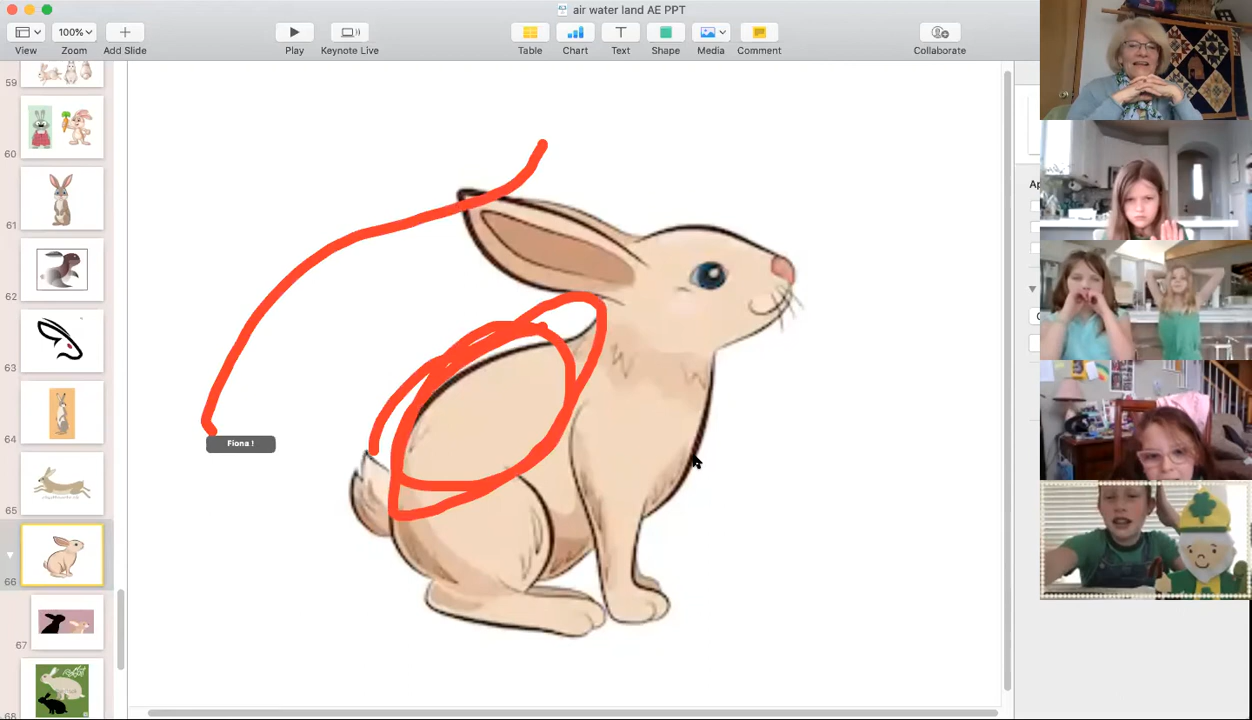 air water land AE PPT
100%
View
Zoom
Add Slide
Play
Keynote Live
Table
Chart
Text
Shape
Media
Comment
Collaborate
59
60
61
62
63
64
65
66
67
68
Fiona !